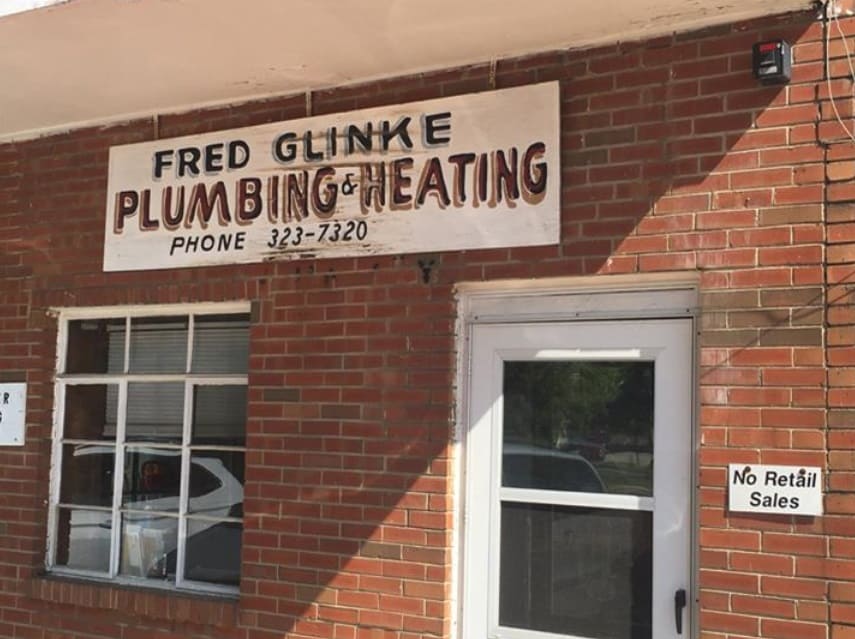 FRED GLINKE
PLUMBING & HEATING
PHONE 323-7320
R
No Retail
Sales